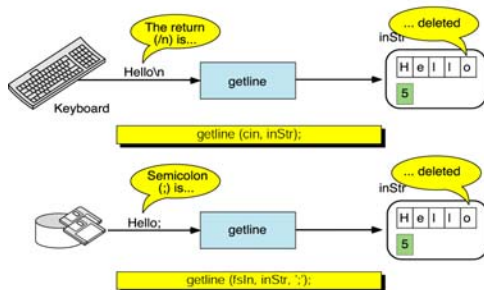 The return
(/n) is...
... deleted
inStr
Hello\n
getline
H e l l o
5
Keyboard
getline (cin, inStr);
Semicolon
(;) is...
... deleted
inStr
Hello;
getline
H e l l o
5
getline (fsIn, inStr, ';');